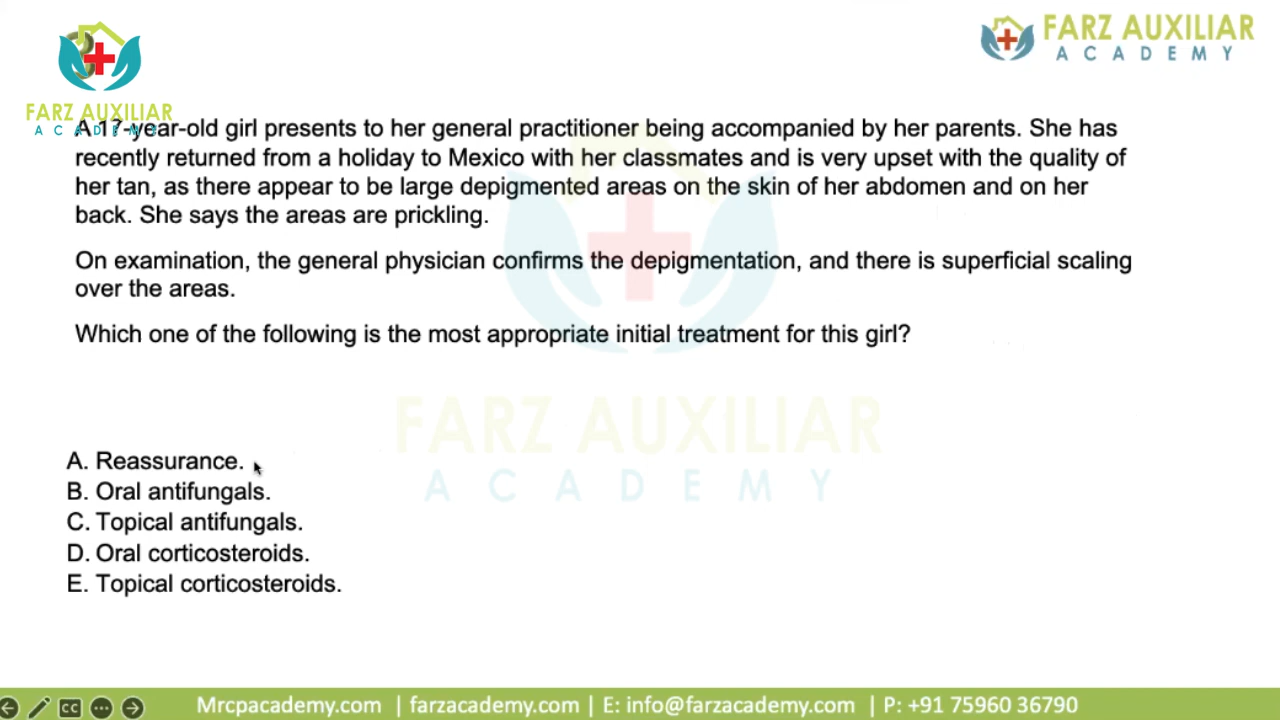 FARZ AUXILIAR
ACADEMY
FARZ AUXILIAR
ACADEMY
A 17-year-old girl presents to her general practitioner being accompanied by her parents. She has
recently returned from a holiday to Mexico with her classmates and is very upset with the quality of
her tan, as there appear to be large depigmented areas on the skin of her abdomen and on her
back. She says the areas are prickling.
On examination, the general physician confirms the depigmentation, and there is superficial scaling
over the areas.
Which one of the following is the most appropriate initial treatment for this girl?
FARZ AUXILIAR
ACADEMY
A. Reassurance.
B. Oral antifungals.
C. Topical antifungals.
D. Oral corticosteroids.
E. Topical corticosteroids.
CC
Mrcpacademy.com | farzacademy.com | E: info@farzacademy.com | P: +91 75960 36790